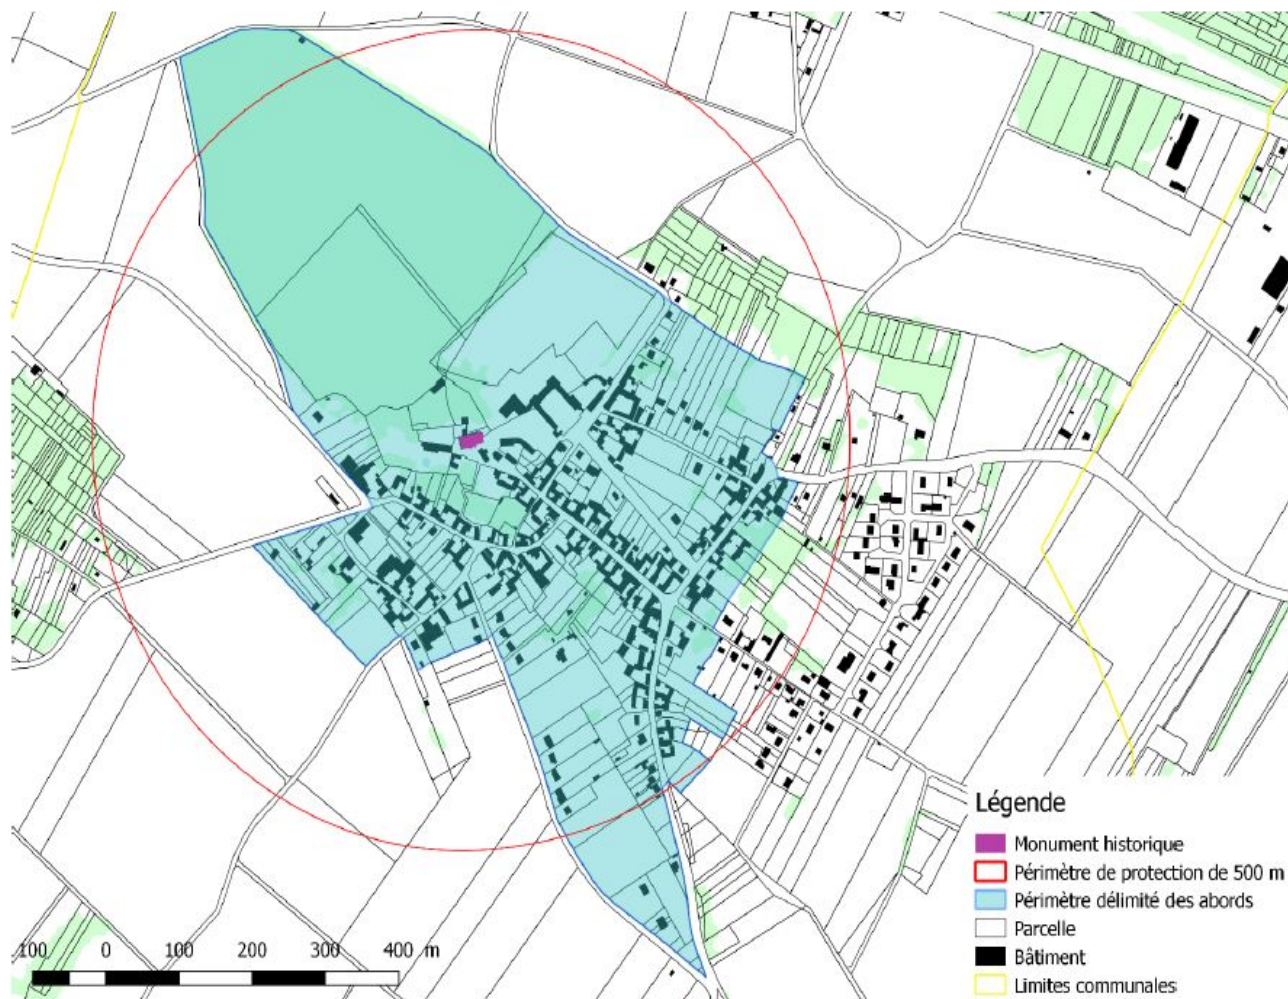 Légende
Monument historique
Périmètre de protection de 500 m
Périmètre délimité des abords
Parcelle
Bâtiment
Limites communales
100 0 100 200 300 400 m